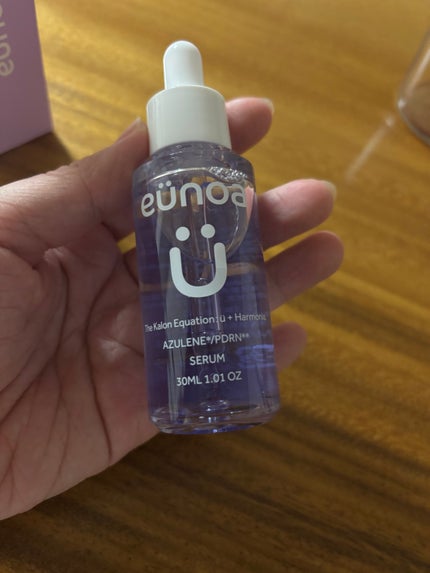 eünoa
ü
The Kalon Equation: ü + Harmonic
AZULENE*/PDRN**
SERUM
30ML 1.01 OZ